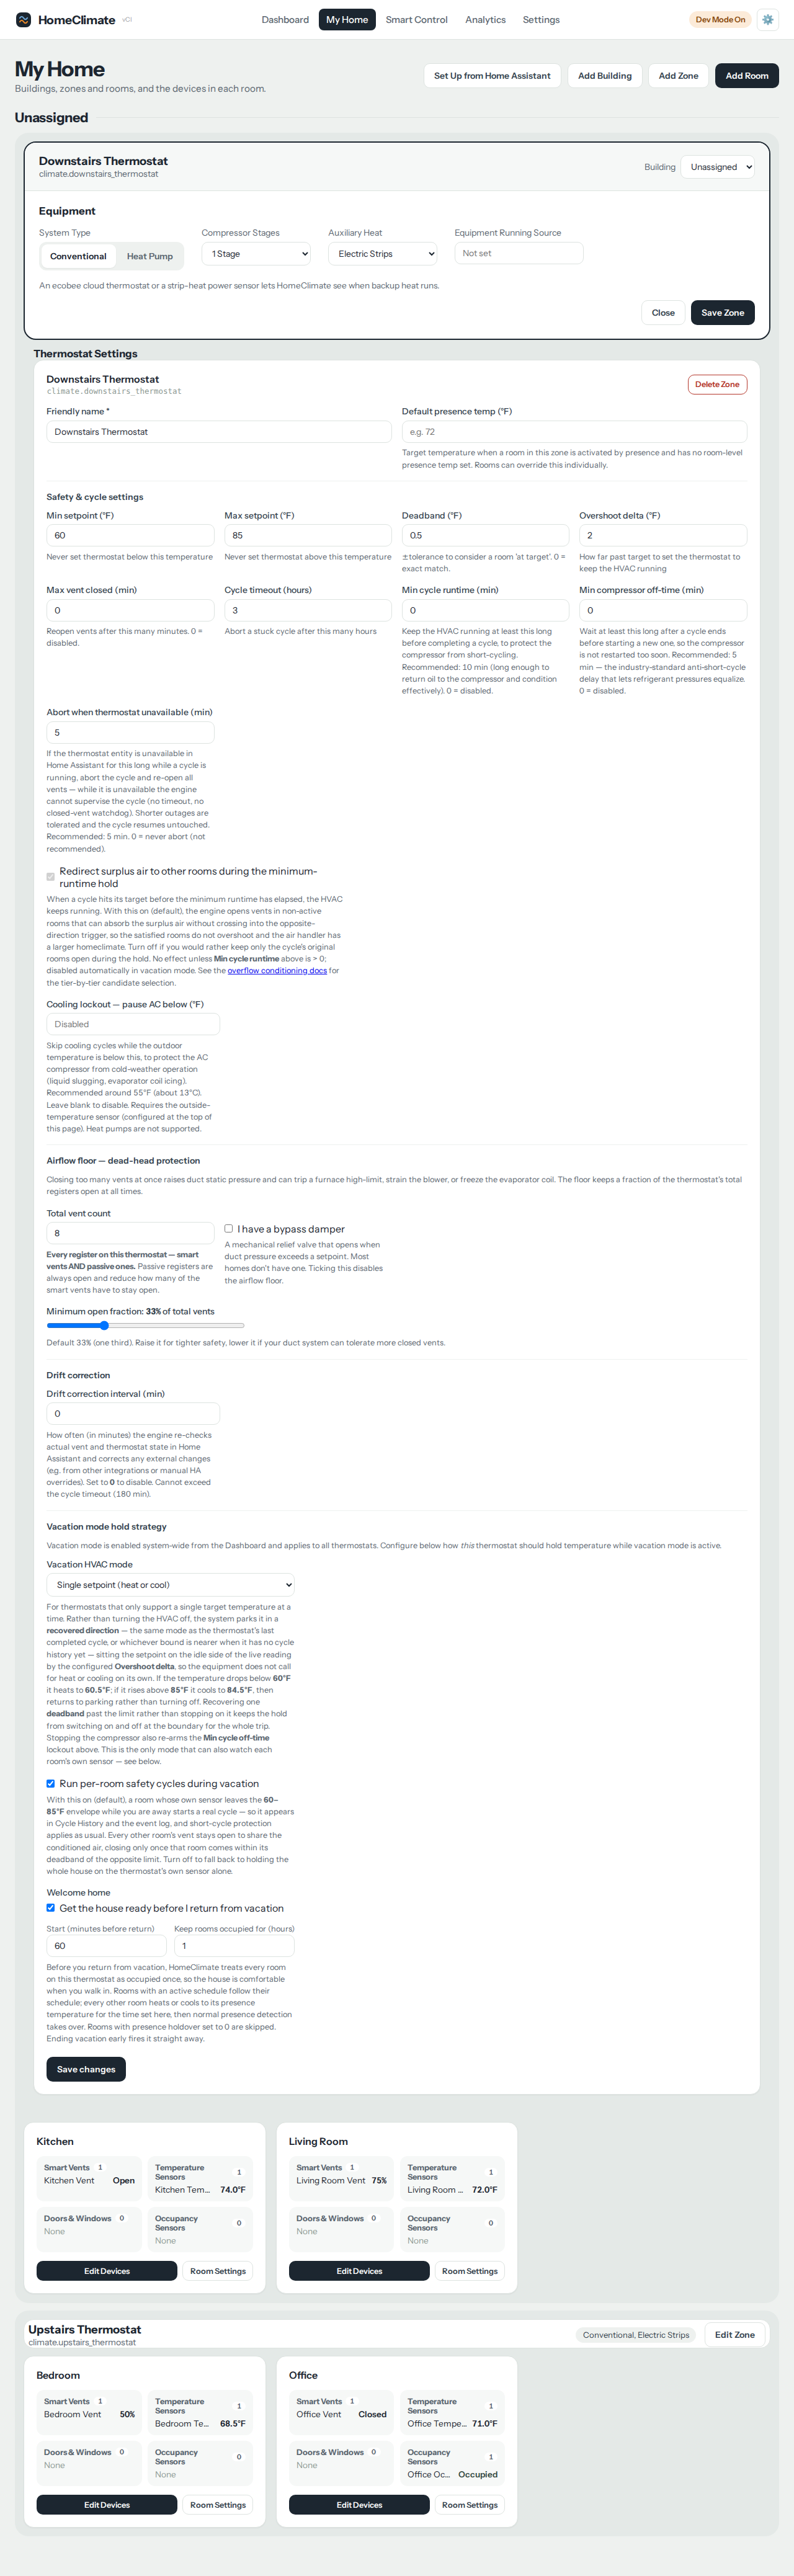 HomeClimate vCI
Dashboard
My Home
Smart Control
Analytics
Settings
Dev Mode On
My Home
Buildings, zones and rooms, and the devices in each room.
Set Up from Home Assistant
Add Building
Add Zone
Add Room
Unassigned
Downstairs Thermostat
climate.downstairs_thermostat
Building
Unassigned
Equipment
System Type
Compressor Stages
Auxiliary Heat
Equipment Running Source
Conventional
Heat Pump
1 Stage
Electric Strips
Not set
An ecobee cloud thermostat or a strip-heat power sensor lets HomeClimate see when backup heat runs.
Close
Save Zone
Thermostat Settings
Downstairs Thermostat
climate.downstairs_thermostat
Delete Zone
Friendly name *
Downstairs Thermostat
Default presence temp (°F)
e.g. 72
Target temperature when a room in this zone is activated by presence and has no room-level
presence temp set. Rooms can override this individually.
Safety & cycle settings
Min setpoint (°F)
60
Never set thermostat below this temperature
Max setpoint (°F)
85
Never set thermostat above this temperature
Deadband (°F)
0.5
±tolerance to consider a room 'at target'. 0 =
exact match.
Overshoot delta (°F)
2
How far past target to set the thermostat to
keep the HVAC running
Max vent closed (min)
0
Reopen vents after this many minutes. 0 =
disabled.
Cycle timeout (hours)
3
Abort a stuck cycle after this many hours
Min cycle runtime (min)
0
Keep the HVAC running at least this long
before completing a cycle, to protect the
compressor from short-cycling.
Recommended: 10 min (long enough to
return oil to the compressor and condition
effectively). 0 = disabled.
Min compressor off-time (min)
0
Wait at least this long after a cycle ends
before starting a new one, so the compressor
is not restarted too soon. Recommended: 5
min — the industry-standard anti-short-cycle
delay that lets refrigerant pressures equalize.
0 = disabled.
Abort when thermostat unavailable (min)
5
If the thermostat entity is unavailable in
Home Assistant for this long while a cycle is
running, abort the cycle and re-open all
vents — while it is unavailable the engine
cannot supervise the cycle (no timeout, no
closed-vent watchdog). Shorter outages are
tolerated and the cycle resumes untouched.
Recommended: 5 min. 0 = never abort (not
recommended).
Redirect surplus air to other rooms during the minimum-
runtime hold
When a cycle hits its target before the minimum runtime has elapsed, the HVAC
keeps running. With this on (default), the engine opens vents in non-active
rooms that can absorb the surplus air without crossing into the opposite-
direction trigger, so the satisfied rooms do not overshoot and the air handler has
a larger homeclimate. Turn off if you would rather keep only the cycle's original
rooms open during the hold. No effect unless Min cycle runtime above is > 0;
disabled automatically in vacation mode. See the overflow conditioning docs for
the tier-by-tier candidate selection.
Cooling lockout — pause AC below (°F)
Disabled
Skip cooling cycles while the outdoor
temperature is below this, to protect the AC
compressor from cold-weather operation
(liquid slugging, evaporator coil icing).
Recommended around 55°F (about 13°C).
Leave blank to disable. Requires the outside-
temperature sensor (configured at the top of
this page). Heat pumps are not supported.
Airflow floor — dead-head protection
Closing too many vents at once raises duct static pressure and can trip a furnace high-limit, strain the blower, or freeze the evaporator coil. The floor keeps a fraction of the thermostat's total
registers open at all times.
Total vent count
8
Every register on this thermostat — smart
vents AND passive ones. Passive registers are
always open and reduce how many of the
smart vents have to stay open.
I have a bypass damper
A mechanical relief valve that opens when
duct pressure exceeds a setpoint. Most
homes don't have one. Ticking this disables
the airflow floor.
Minimum open fraction: 33% of total vents
Default 33% (one third). Raise it for tighter safety, lower it if your duct system can tolerate more closed vents.
Drift correction
Drift correction interval (min)
0
How often (in minutes) the engine re-checks
actual vent and thermostat state in Home
Assistant and corrects any external changes
(e.g. from other integrations or manual HA
overrides). Set to 0 to disable. Cannot exceed
the cycle timeout (180 min).
Vacation mode hold strategy
Vacation mode is enabled system-wide from the Dashboard and applies to all thermostats. Configure below how this thermostat should hold temperature while vacation mode is active.
Vacation HVAC mode
Single setpoint (heat or cool)
For thermostats that only support a single target temperature at a
time. Rather than turning the HVAC off, the system parks it in a
recovered direction — the same mode as the thermostat's last
completed cycle, or whichever bound is nearer when it has no cycle
history yet — sitting the setpoint on the idle side of the live reading
by the configured Overshoot delta, so the equipment does not call
for heat or cooling on its own. If the temperature drops below 60°F
it heats to 60.5°F; if it rises above 85°F it cools to 84.5°F, then
returns to parking rather than turning off. Recovering one
deadband past the limit rather than stopping on it keeps the hold
from switching on and off at the boundary for the whole trip.
Stopping the compressor also re-arms the Min cycle off-time
lockout above. This is the only mode that can also watch each
room's own sensor — see below.
Run per-room safety cycles during vacation
With this on (default), a room whose own sensor leaves the 60–
85°F envelope while you are away starts a real cycle — so it appears
in Cycle History and the event log, and short-cycle protection
applies as usual. Every other room's vent stays open to share the
conditioned air, closing only once that room comes within its
deadband of the opposite limit. Turn off to fall back to holding the
whole house on the thermostat's own sensor alone.
Welcome home
Get the house ready before I return from vacation
Start (minutes before return)
60
Keep rooms occupied for (hours)
1
Before you return from vacation, HomeClimate treats every room
on this thermostat as occupied once, so the house is comfortable
when you walk in. Rooms with an active schedule follow their
schedule; every other room heats or cools to its presence
temperature for the time set here, then normal presence detection
takes over. Rooms with presence holdover set to 0 are skipped.
Ending vacation early fires it straight away.
Save changes
Kitchen
Smart Vents 1
Kitchen Vent Open
Temperature
Sensors 1
Kitchen Tem... 74.0°F
Doors & Windows 0
None
Occupancy
Sensors 0
None
Edit Devices
Room Settings
Living Room
Smart Vents 1
Living Room Vent 75%
Temperature
Sensors 1
Living Room ... 72.0°F
Doors & Windows 0
None
Occupancy
Sensors 0
None
Edit Devices
Room Settings
Upstairs Thermostat
climate.upstairs_thermostat
Conventional, Electric Strips
Edit Zone
Bedroom
Smart Vents 1
Bedroom Vent 50%
Temperature
Sensors 1
Bedroom Te... 68.5°F
Doors & Windows 0
None
Occupancy
Sensors 0
None
Edit Devices
Room Settings
Office
Smart Vents 1
Office Vent Closed
Temperature
Sensors 1
Office Tempe... 71.0°F
Doors & Windows 0
None
Occupancy
Sensors 1
Office Oc... Occupied
Edit Devices
Room Settings